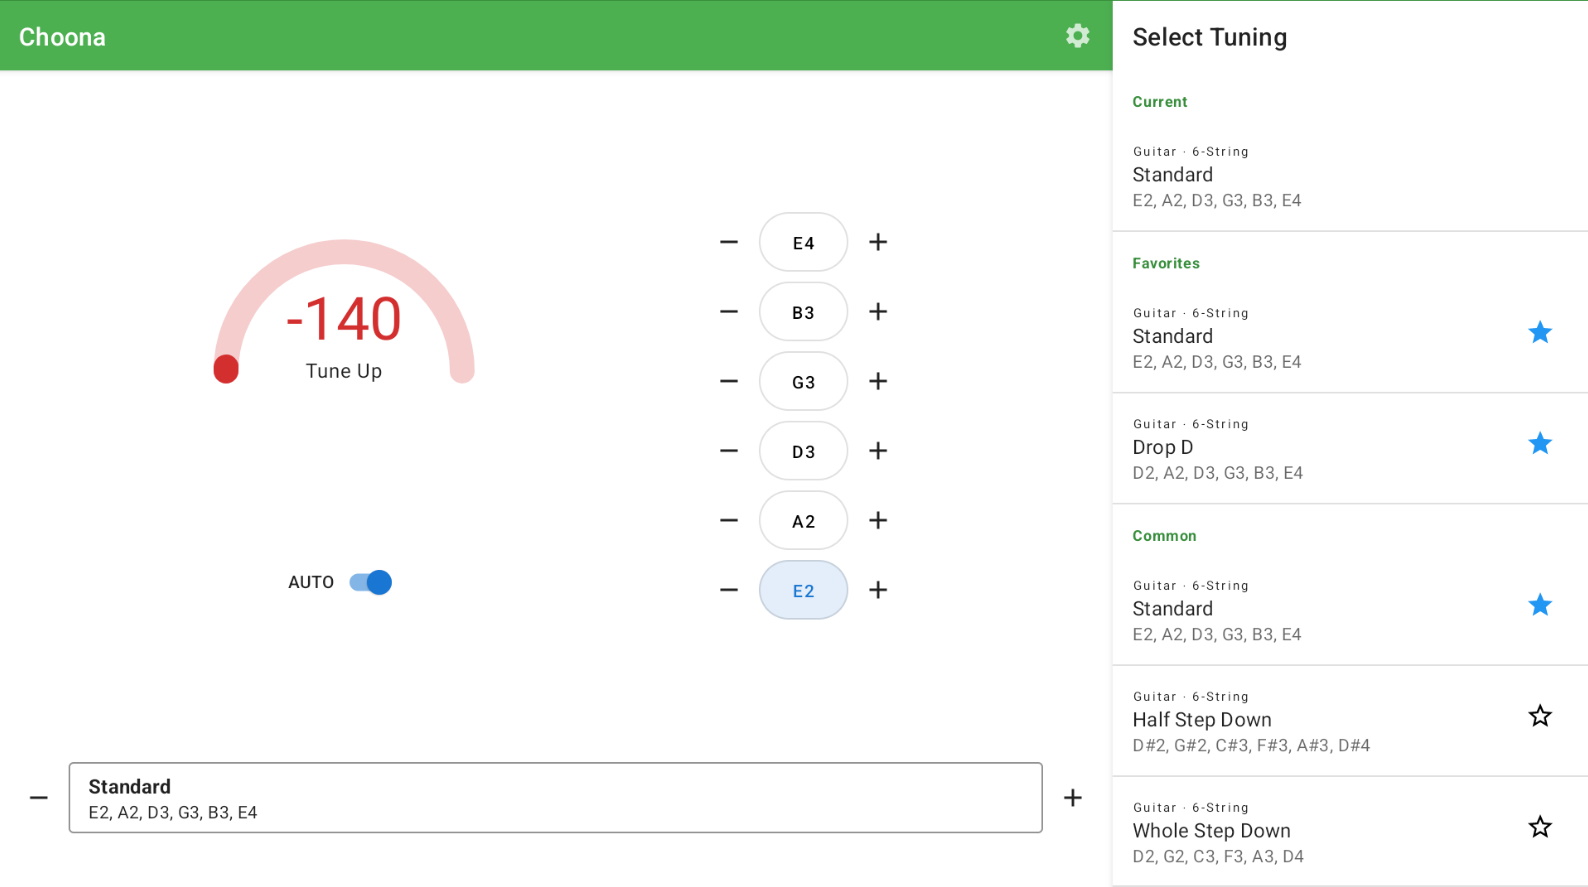 Choona
-140
Tune Up
AUTO
E4
B3
G3
D3
A2
E2
Standard
E2, A2, D3, G3, B3, E4
Select Tuning
Current
Guitar · 6-String
Standard
E2, A2, D3, G3, B3, E4
Favorites
Guitar · 6-String
Standard
E2, A2, D3, G3, B3, E4
Guitar · 6-String
Drop D
D2, A2, D3, G3, B3, E4
Common
Guitar · 6-String
Standard
E2, A2, D3, G3, B3, E4
Guitar · 6-String
Half Step Down
D#2, G#2, C#3, F#3, A#3, D#4
Guitar · 6-String
Whole Step Down
D2, G2, C3, F3, A3, D4